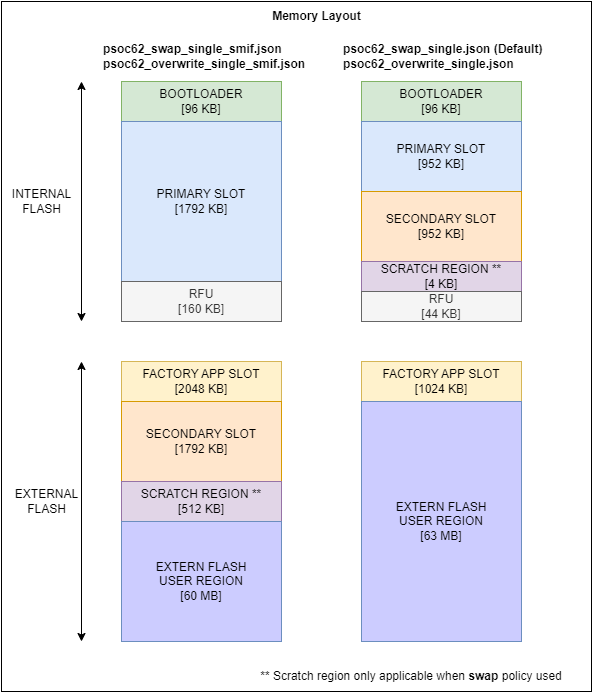 Memory Layout
psoc62_swap_single_smif.json
psoc62_overwrite_single_smif.json
psoc62_swap_single.json (Default)
psoc62_overwrite_single.json
INTERNAL
FLASH
BOOTLOADER
[96 KB]
PRIMARY SLOT
[1792 KB]
RFU
[160 KB]
BOOTLOADER
[96 KB]
PRIMARY SLOT
[952 KB]
SECONDARY SLOT
[952 KB]
SCRATCH REGION **
[4 KB]
RFU
[44 KB]
EXTERNAL
FLASH
FACTORY APP SLOT
[2048 KB]
SECONDARY SLOT
[1792 KB]
SCRATCH REGION **
[512 KB]
EXTERN FLASH
USER REGION
[60 MB]
FACTORY APP SLOT
[1024 KB]
EXTERN FLASH
USER REGION
[63 MB]
** Scratch region only applicable when swap policy used